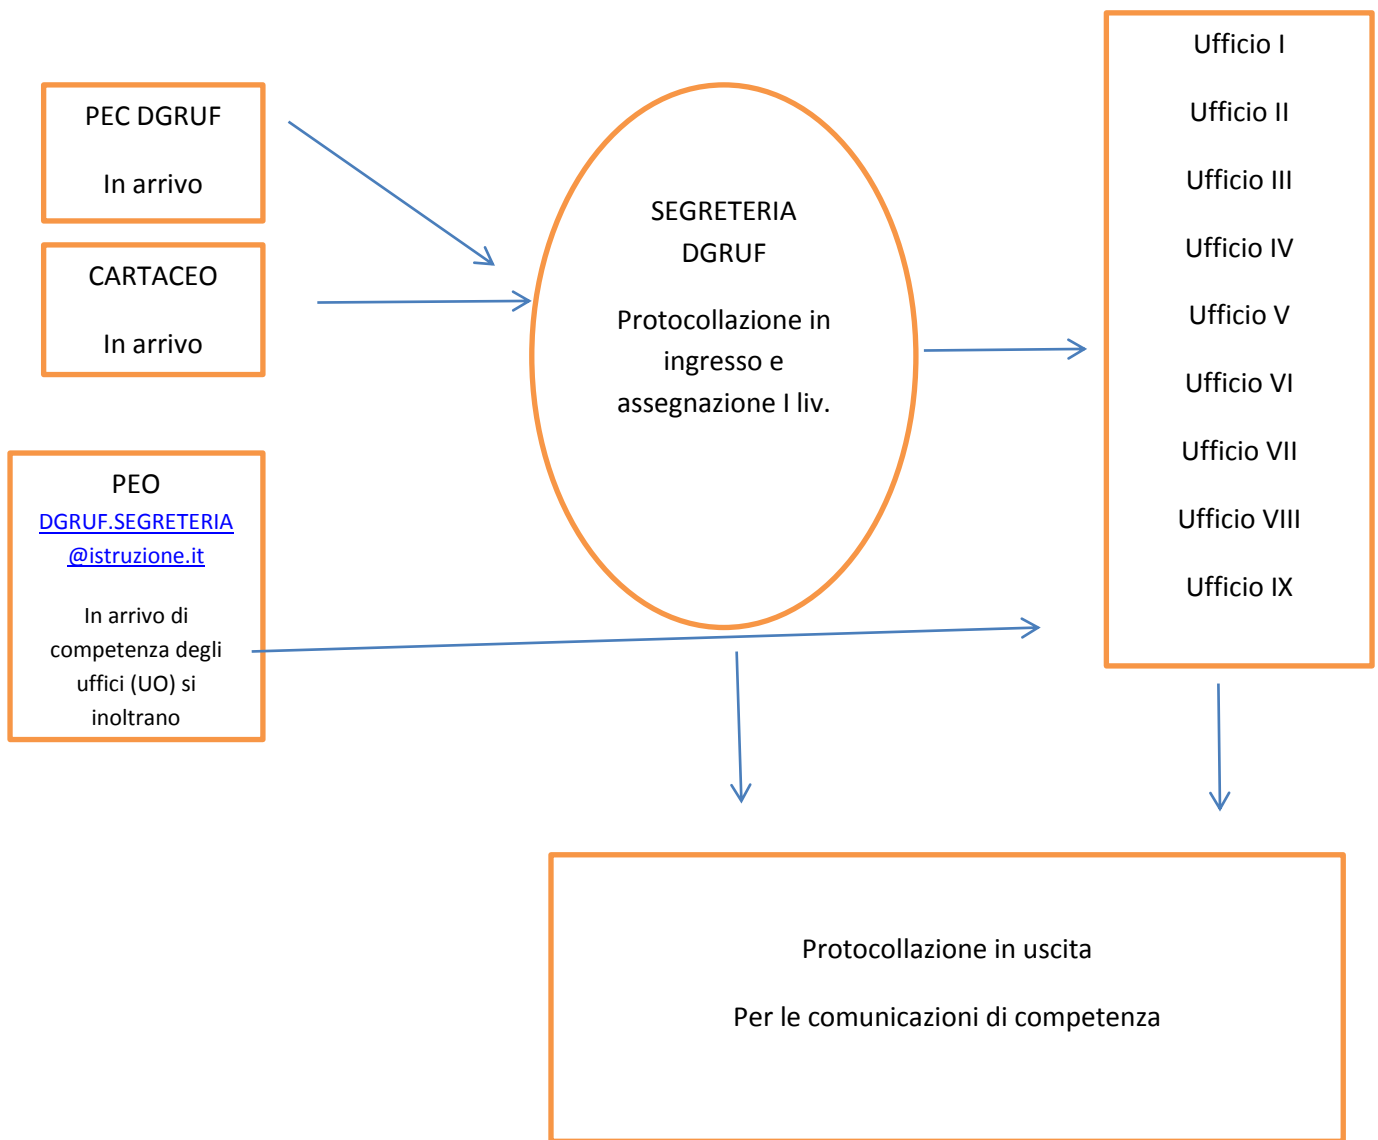 PEC DGRUF
In arrivo
CARTACEO
In arrivo
PEO
DGRUF.SEGRETERIA
@istruzione.it
In arrivo di
competenza degli
uffici (UO) si
inoltrano
SEGRETERIA
DGRUF
Protocollazione in
ingresso e
assegnazione I liv.
Ufficio I
Ufficio II
Ufficio III
Ufficio IV
Ufficio V
Ufficio VI
Ufficio VII
Ufficio VIII
Ufficio IX
Protocollazione in uscita
Per le comunicazioni di competenza